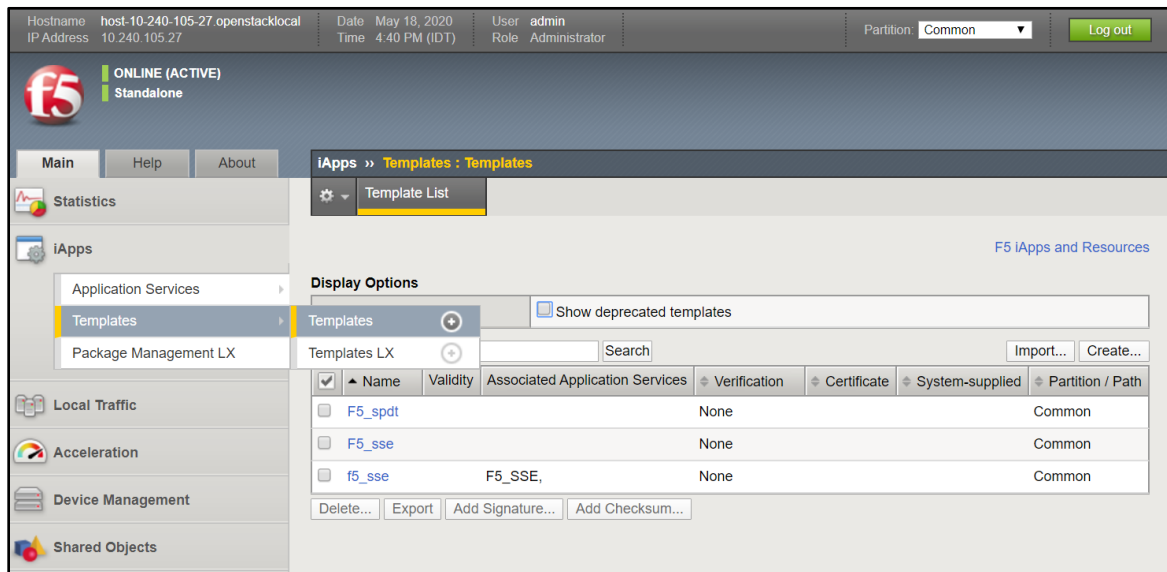 Hostname host-10-240-105-27.openstacklocal Date May 18, 2020 User admin
IP Address 10.240.105.27 Time 4:40 PM (IDT) Role Administrator
Partition: Common Log out
f5
ONLINE (ACTIVE)
Standalone
Main Help About
iApps ›› Templates : Templates
Template List
Statistics
iApps
F5 iApps and Resources
Application Services
Display Options
Templates
Templates
Show deprecated templates
Package Management LX
Templates LX
Search
Import... Create...
Name Validity Associated Application Services Verification Certificate System-supplied Partition / Path
F5_spdt None Common
F5_sse None Common
f5_sse F5_SSE, None Common
Delete... Export Add Signature... Add Checksum...
Local Traffic
Acceleration
Device Management
Shared Objects